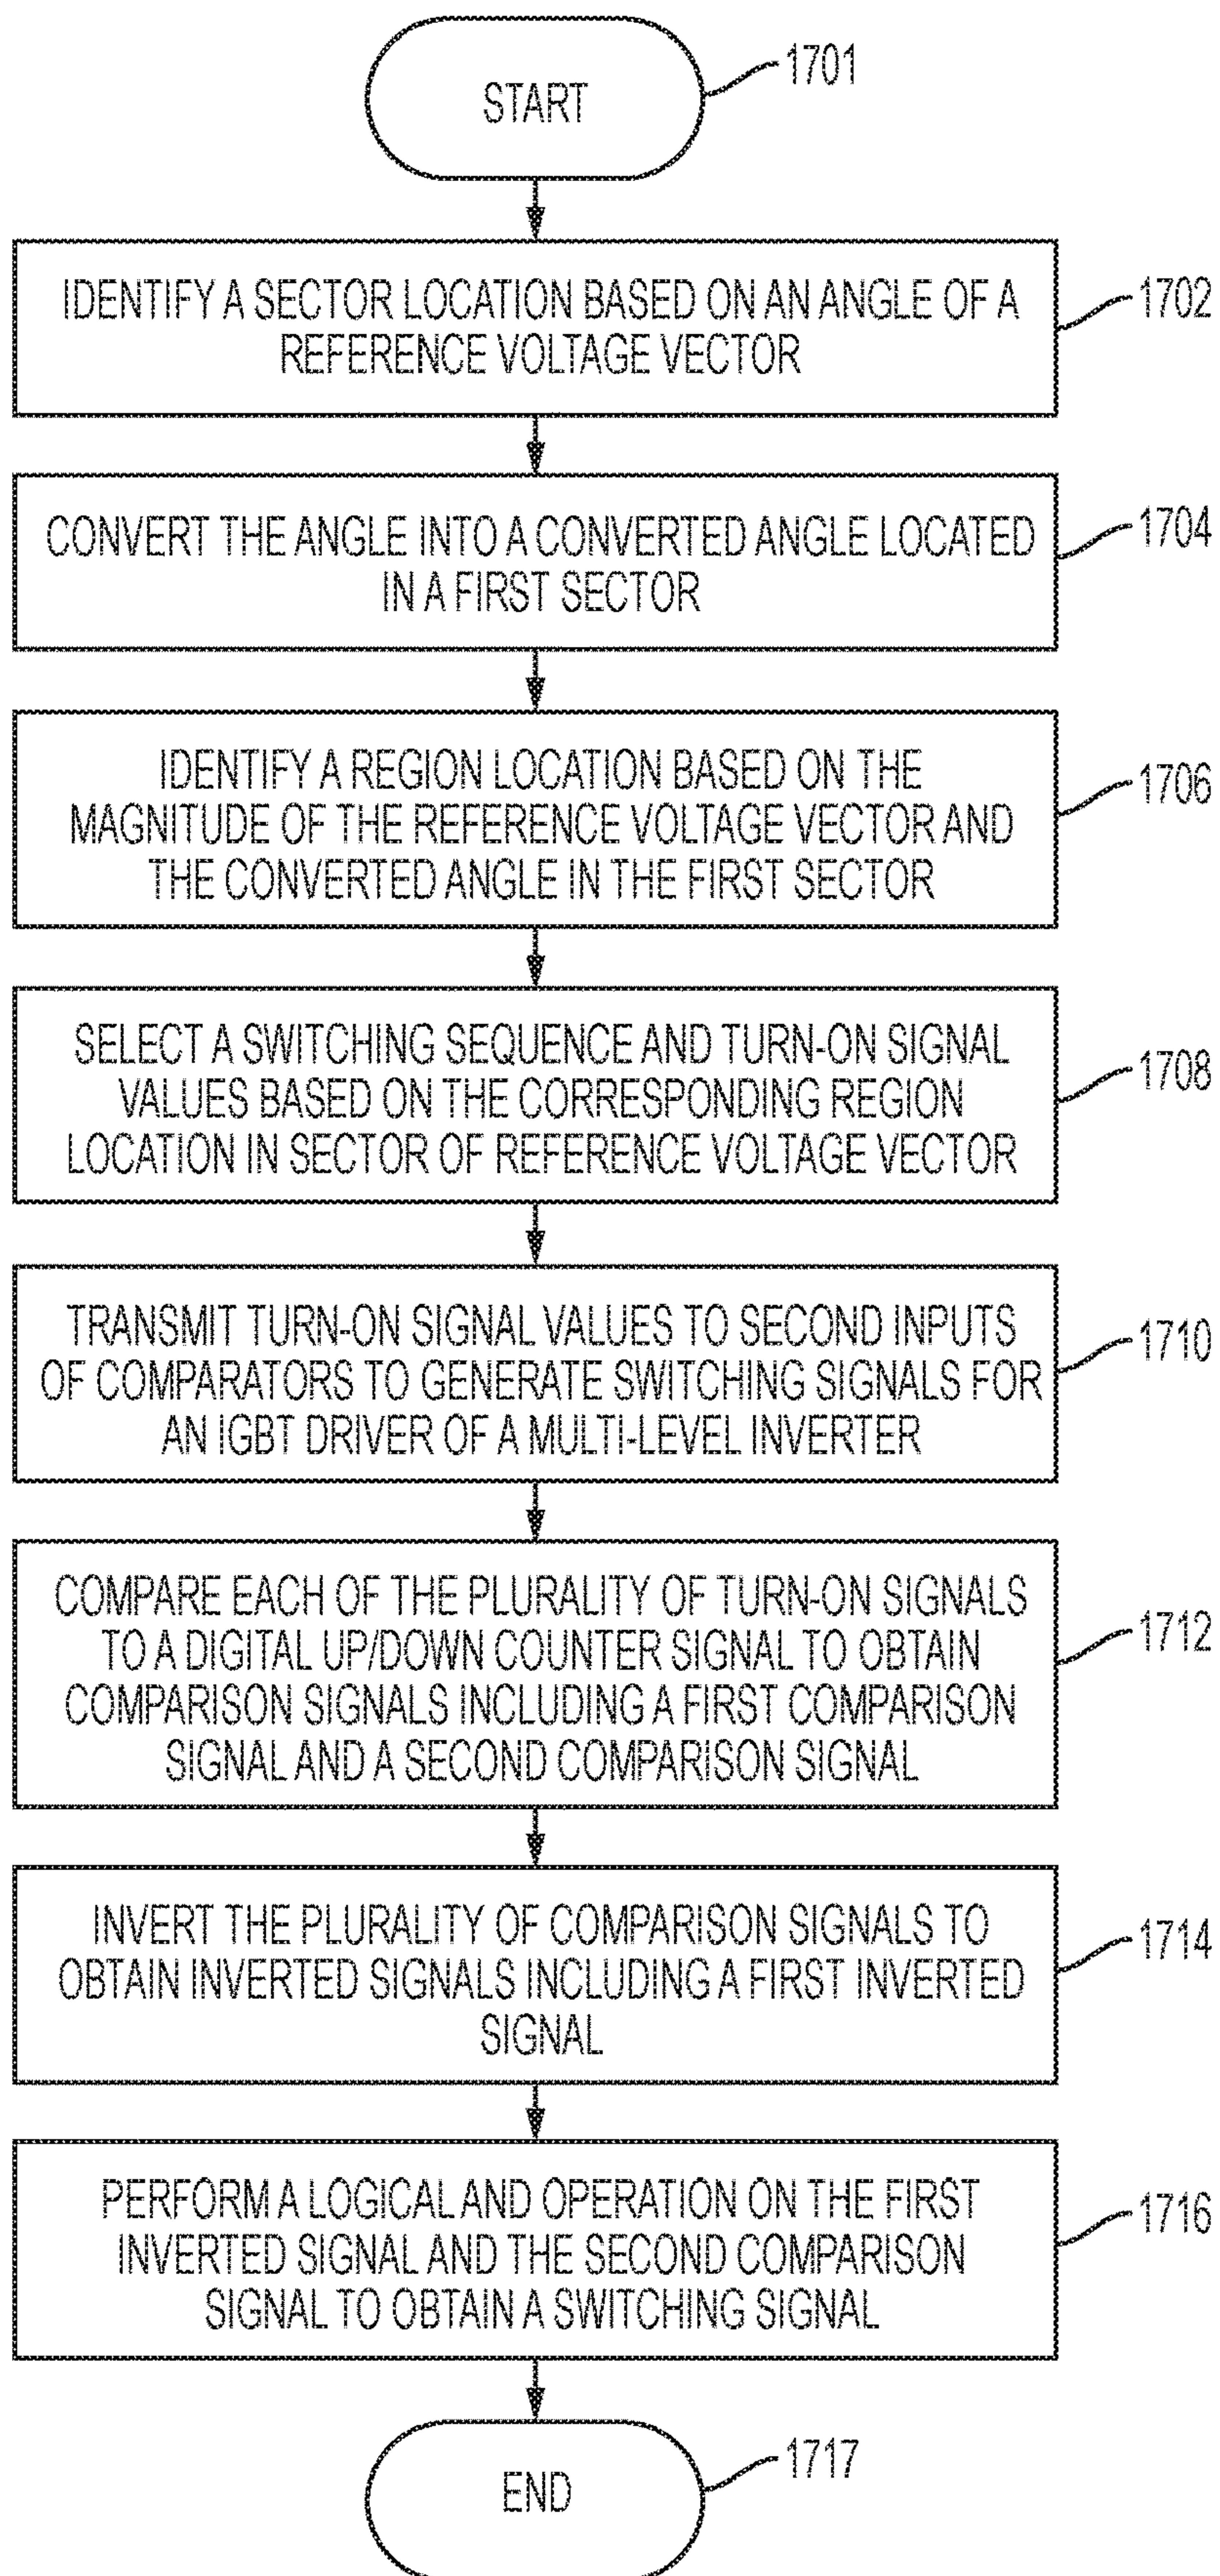 START
1701
IDENTIFY A SECTOR LOCATION BASED ON AN ANGLE OF A
REFERENCE VOLTAGE VECTOR
1702
CONVERT THE ANGLE INTO A CONVERTED ANGLE LOCATED
IN A FIRST SECTOR
1704
IDENTIFY A REGION LOCATION BASED ON THE
MAGNITUDE OF THE REFERENCE VOLTAGE VECTOR AND
THE CONVERTED ANGLE IN THE FIRST SECTOR
1706
SELECT A SWITCHING SEQUENCE AND TURN-ON SIGNAL
VALUES BASED ON THE CORRESPONDING REGION
LOCATION IN SECTOR OF REFERENCE VOLTAGE VECTOR
1708
TRANSMIT TURN-ON SIGNAL VALUES TO SECOND INPUTS
OF COMPARATORS TO GENERATE SWITCHING SIGNALS FOR
AN IGBT DRIVER OF A MULTI-LEVEL INVERTER
1710
COMPARE EACH OF THE PLURALITY OF TURN-ON SIGNALS
TO A DIGITAL UP/DOWN COUNTER SIGNAL TO OBTAIN
COMPARISON SIGNALS INCLUDING A FIRST COMPARISON
SIGNAL AND A SECOND COMPARISON SIGNAL
1712
INVERT THE PLURALITY OF COMPARISON SIGNALS TO
OBTAIN INVERTED SIGNALS INCLUDING A FIRST INVERTED
SIGNAL
1714
PERFORM A LOGICAL AND OPERATION ON THE FIRST
INVERTED SIGNAL AND THE SECOND COMPARISON
SIGNAL TO OBTAIN A SWITCHING SIGNAL
1716
END
1717